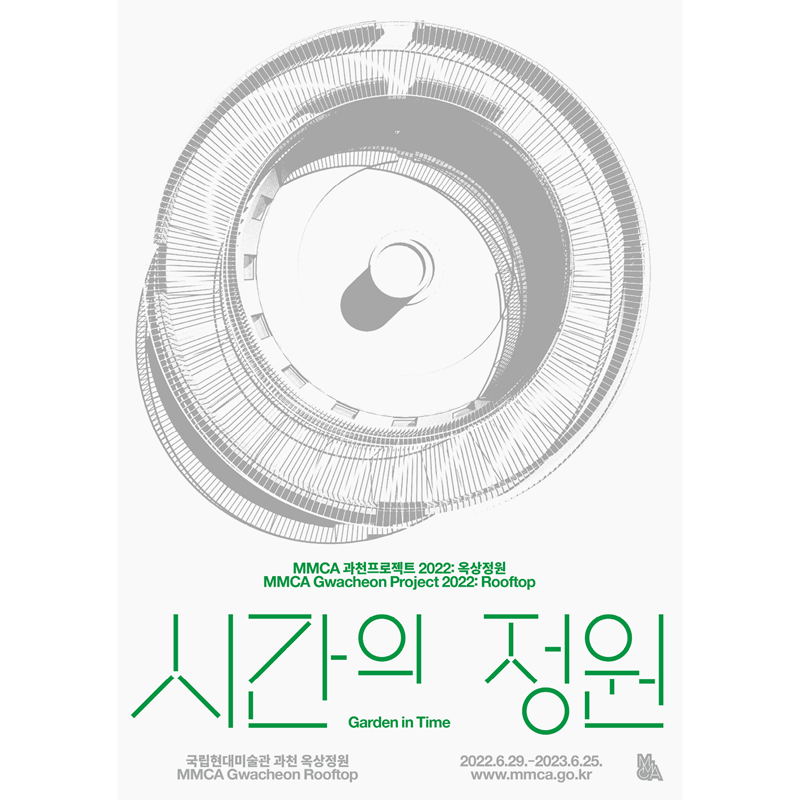 MMCA 과천프로젝트 2022: 옥상정원
MMCA Gwacheon Project 2022: Rooftop
시간의 정원
Garden in Time
국립현대미술관 과천 옥상정원
MMCA Gwacheon Rooftop
2022.6.29.-2023.6.25.
www.mmca.go.kr
MMCA